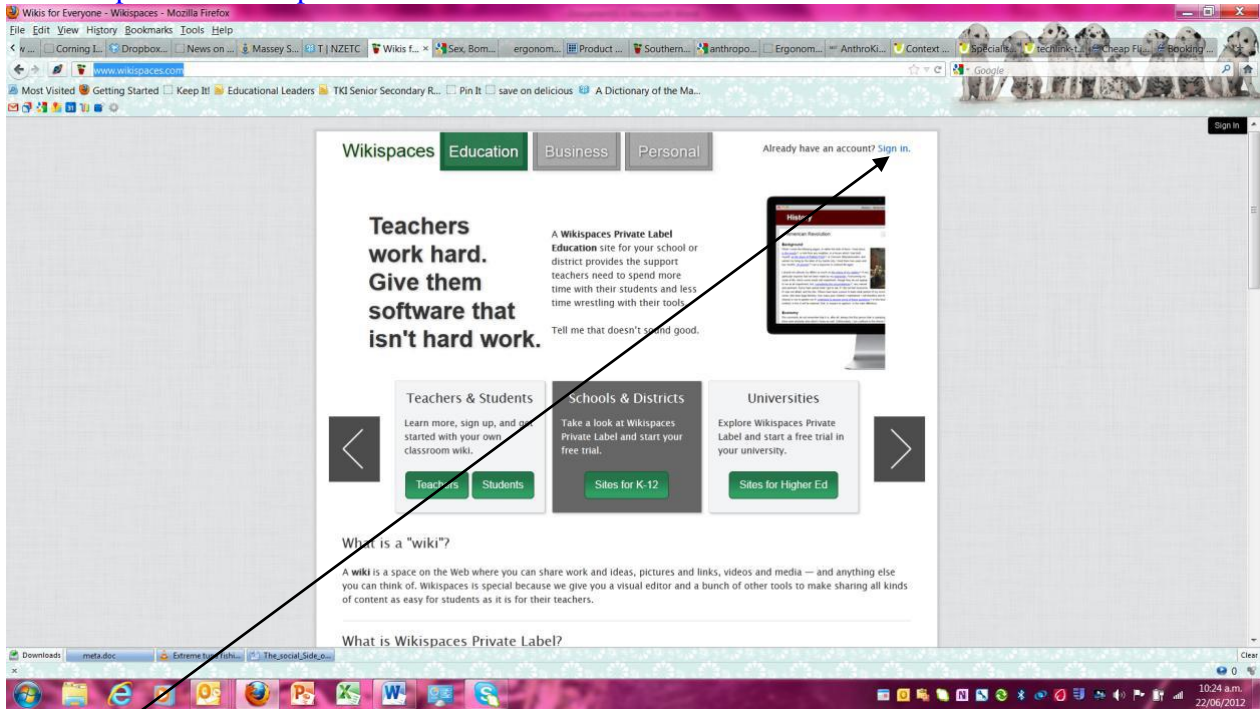 Wikis for Everyone - Wikispaces - Mozilla Firefox
File Edit View History Bookmarks Tools Help
Corning I... Dropbox... News on ... Massey S... T | NZETC Wikis f... × Sex, Bom... ergonom... Product ... Southern... anthropo... Ergonom... AnthroKi... Context ... Specialis... techlink-t... Cheap Fli... Booking ...
www.wikispaces.com Google
Most Visited Getting Started Keep It! Educational Leaders TKI Senior Secondary R... Pin It save on delicious A Dictionary of the Ma...
Sign In
Wikispaces Education Business Personal Already have an account? Sign in.
Teachers
work hard.
Give them
software that
isn't hard work.
A Wikispaces Private Label
Education site for your school or
district provides the support
teachers need to spend more
time with their students and less
time wrestling with their tools.
Tell me that doesn't sound good.
History
American Revolution
Background
Economy
Teachers & Students
Learn more, sign up, and get
started with your own
classroom wiki.
Teachers Students
Schools & Districts
Take a look at Wikispaces
Private Label and start your
free trial.
Sites for K-12
Universities
Explore Wikispaces Private
Label and start a free trial in
your university.
Sites for Higher Ed
What is a "wiki"?
A wiki is a space on the Web where you can share work and ideas, pictures and links, videos and media — and anything else
you can think of. Wikispaces is special because we give you a visual editor and a bunch of other tools to make sharing all kinds
of content as easy for students as it is for their teachers.
What is Wikispaces Private Label?
Downloads meta.doc Extreme tuna fishi... The_social_Side_o... Clear
× 0
10:24 a.m.
22/06/2012